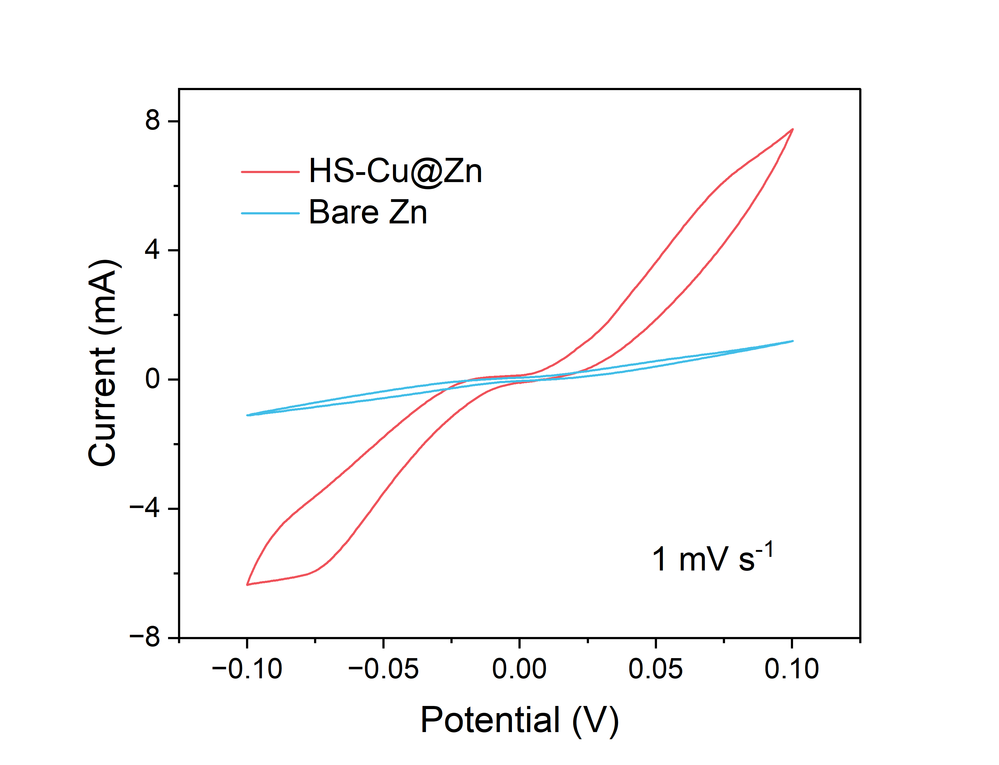 8
4
0
−4
−8
Current (mA)
HS-Cu@Zn
Bare Zn
1 mV s⁻¹
−0.10 −0.05 0.00 0.05 0.10
Potential (V)